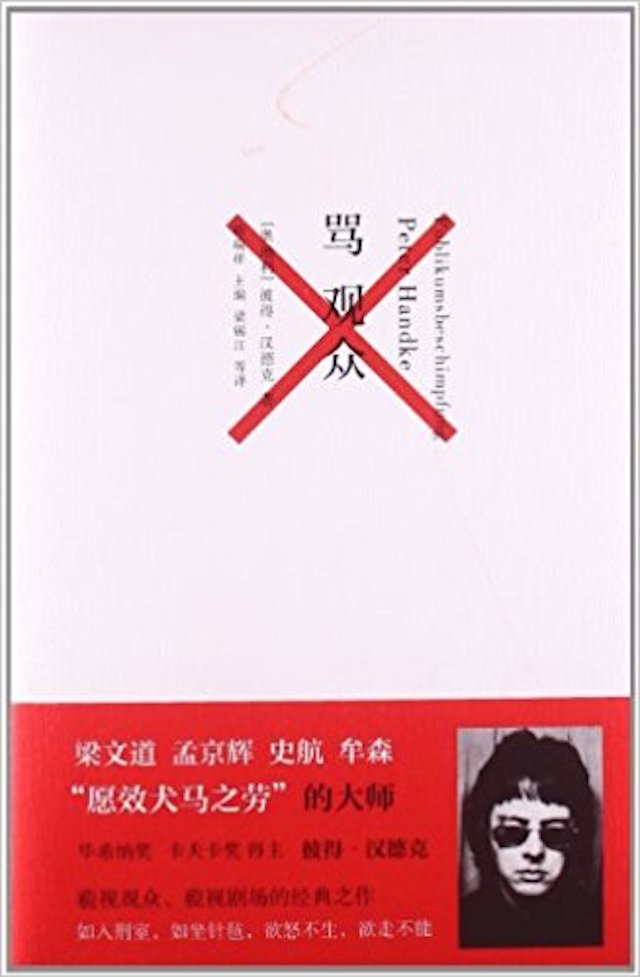 Publikumsbeschimpfung
Peter Handke
骂观众
彼得·汉德克
主编 梁锡江 等译
梁文道 孟京辉 史航 牟森
“愿效犬马之劳”的大师
毕希纳奖 卡夫卡奖得主 彼得·汉德克
藐视观众、藐视剧场的经典之作
如入刑室，如坐针毡，欲怒不生，欲走不能